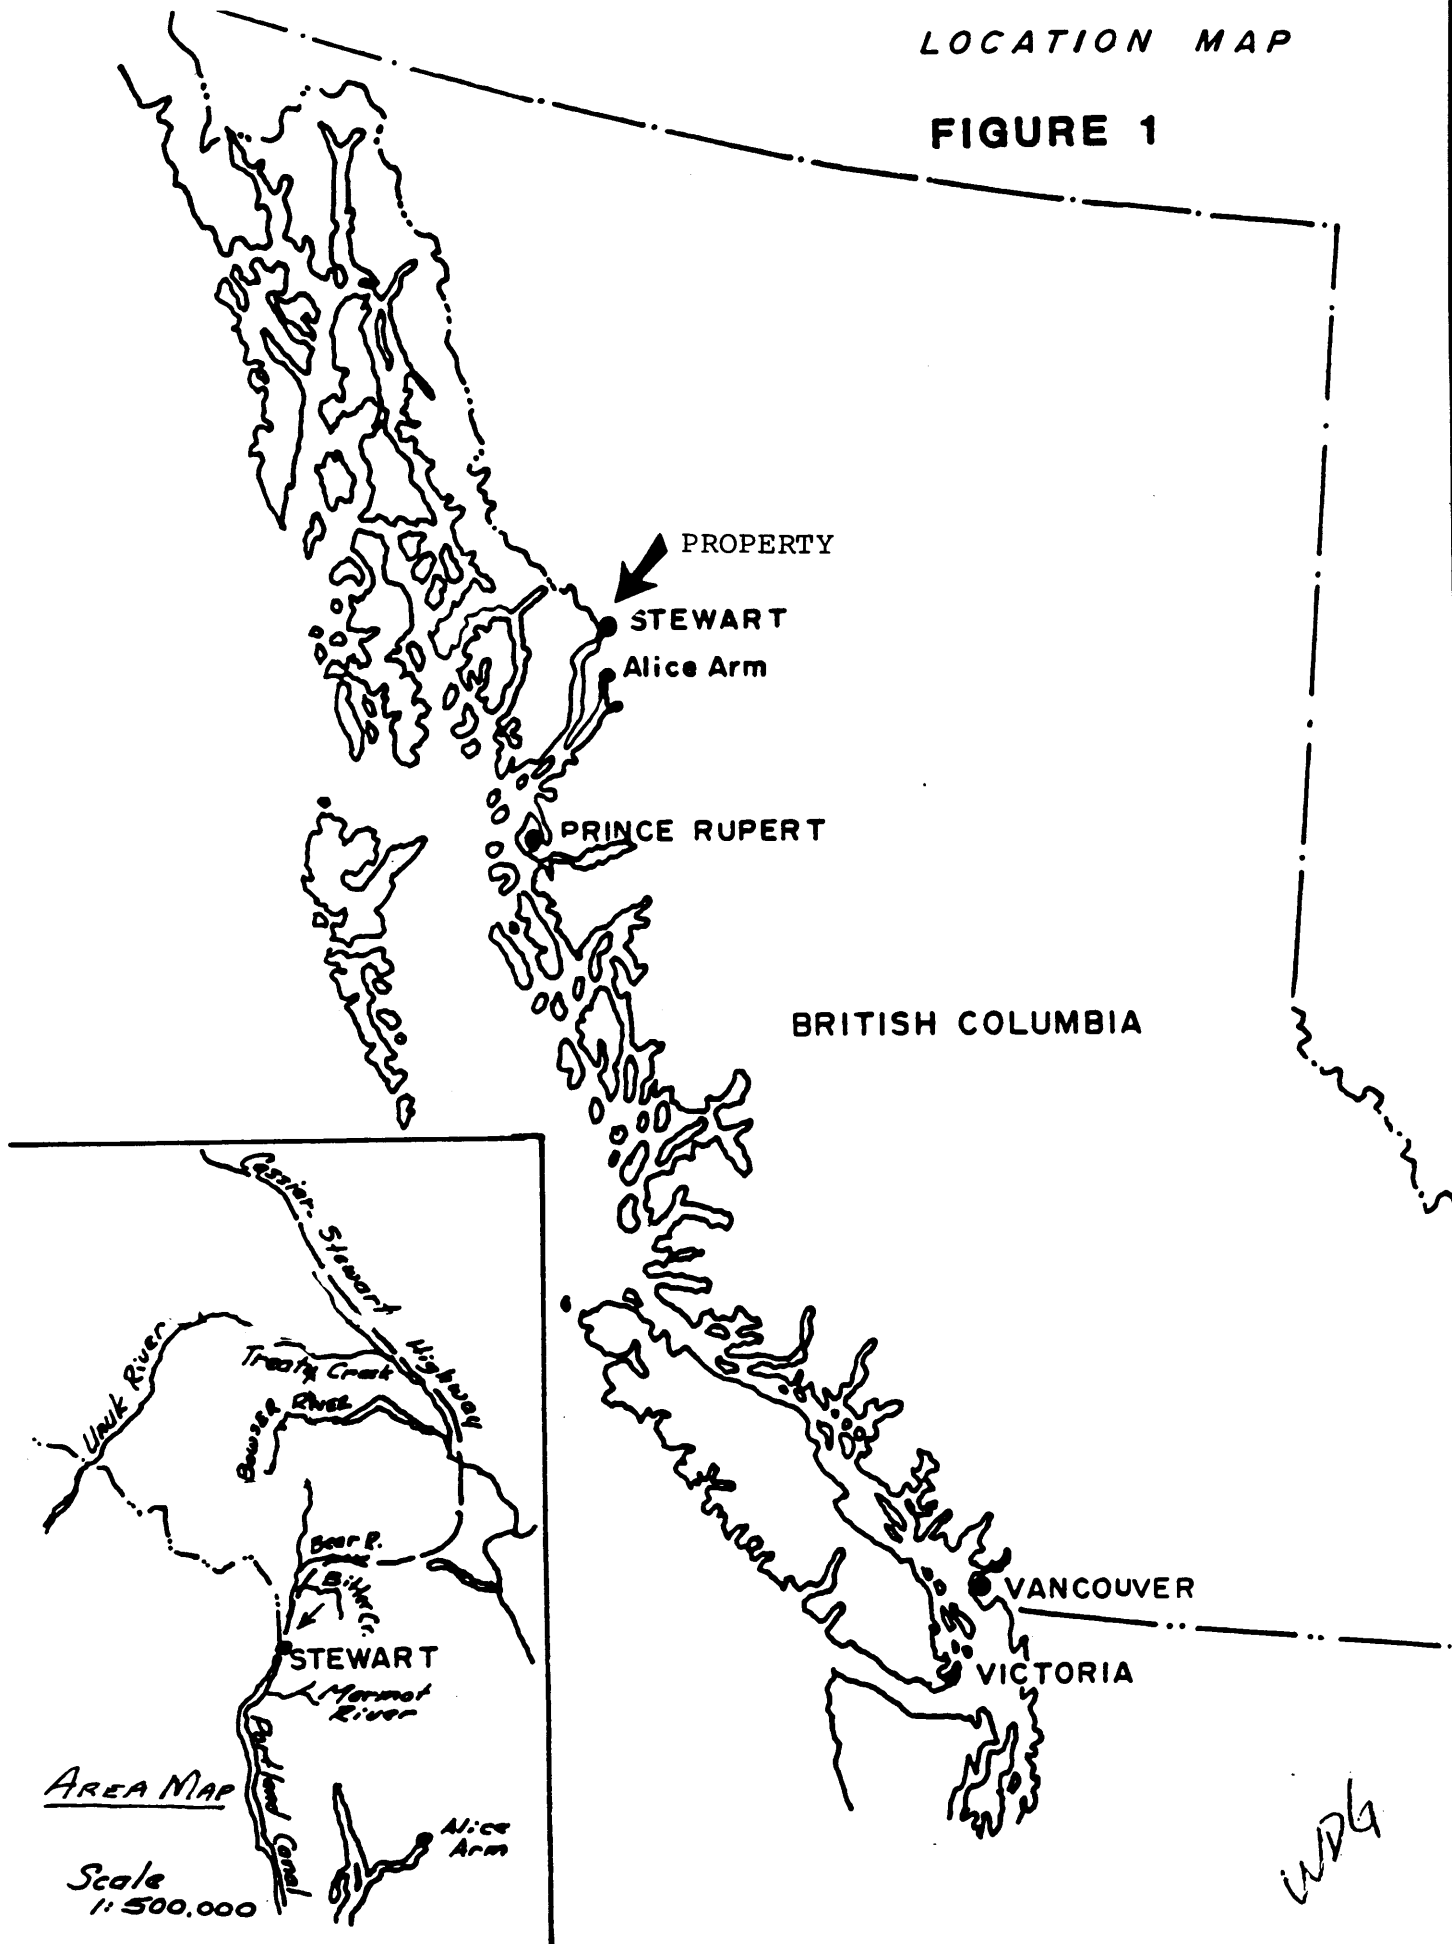 LOCATION MAP
FIGURE 1
PROPERTY
STEWART
Alice Arm
PRINCE RUPERT
BRITISH COLUMBIA
VANCOUVER
VICTORIA
Cassier-Stewart Highway
Unuk River
Treaty Creek
BOWSER RIVER
Bear R.
Bitter Cr.
STEWART
Marmot
River
Portland Canal
AREA MAP
Alice
Arm
Scale
1:500,000
WDG